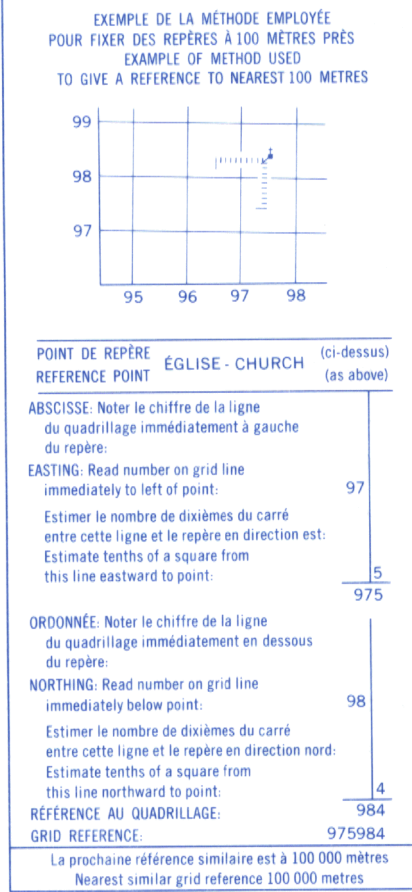 EXEMPLE DE LA MÉTHODE EMPLOYÉE
POUR FIXER DES REPÈRES À 100 MÈTRES PRÈS
EXAMPLE OF METHOD USED
TO GIVE A REFERENCE TO NEAREST 100 METRES
99
98
97
95 96 97 98
POINT DE REPÈRE
REFERENCE POINT
ÉGLISE - CHURCH
(ci-dessus)
(as above)
ABSCISSE: Noter le chiffre de la ligne
du quadrillage immédiatement à gauche
du repère:
EASTING: Read number on grid line
immediately to left of point: 97
Estimer le nombre de dixièmes du carré
entre cette ligne et le repère en direction est:
Estimate tenths of a square from
this line eastward to point: 5
975
ORDONNÉE: Noter le chiffre de la ligne
du quadrillage immédiatement en dessous
du repère:
NORTHING: Read number on grid line
immediately below point: 98
Estimer le nombre de dixièmes du carré
entre cette ligne et le repère en direction nord:
Estimate tenths of a square from
this line northward to point: 4
RÉFÉRENCE AU QUADRILLAGE: 984
GRID REFERENCE: 975984
La prochaine référence similaire est à 100 000 mètres
Nearest similar grid reference 100 000 metres